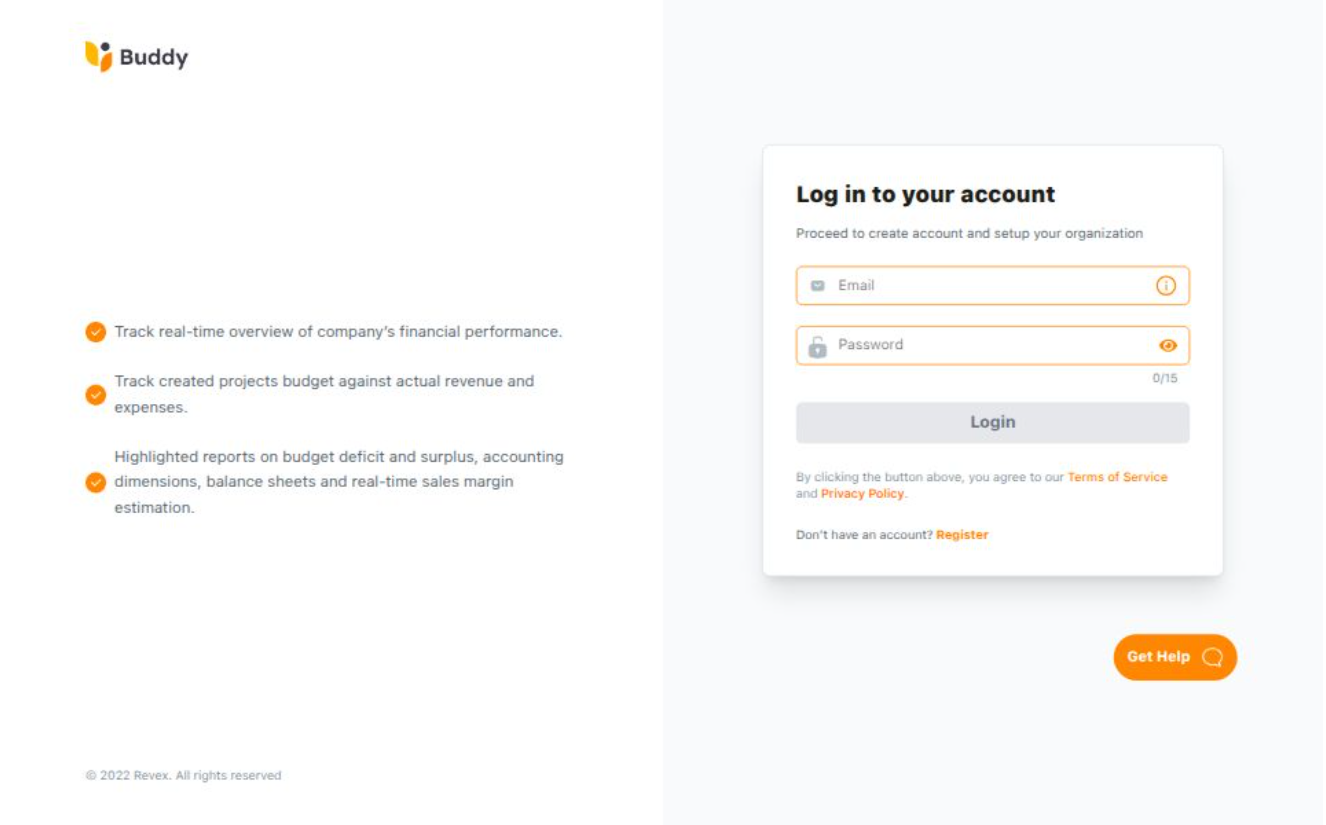 Buddy
Track real-time overview of company's financial performance.
Track created projects budget against actual revenue and
expenses.
Highlighted reports on budget deficit and surplus, accounting
dimensions, balance sheets and real-time sales margin
estimation.
© 2022 Revex. All rights reserved
Log in to your account
Proceed to create account and setup your organization
Email
Password
0/15
Login
By clicking the button above, you agree to our Terms of Service
and Privacy Policy.
Don't have an account? Register
Get Help